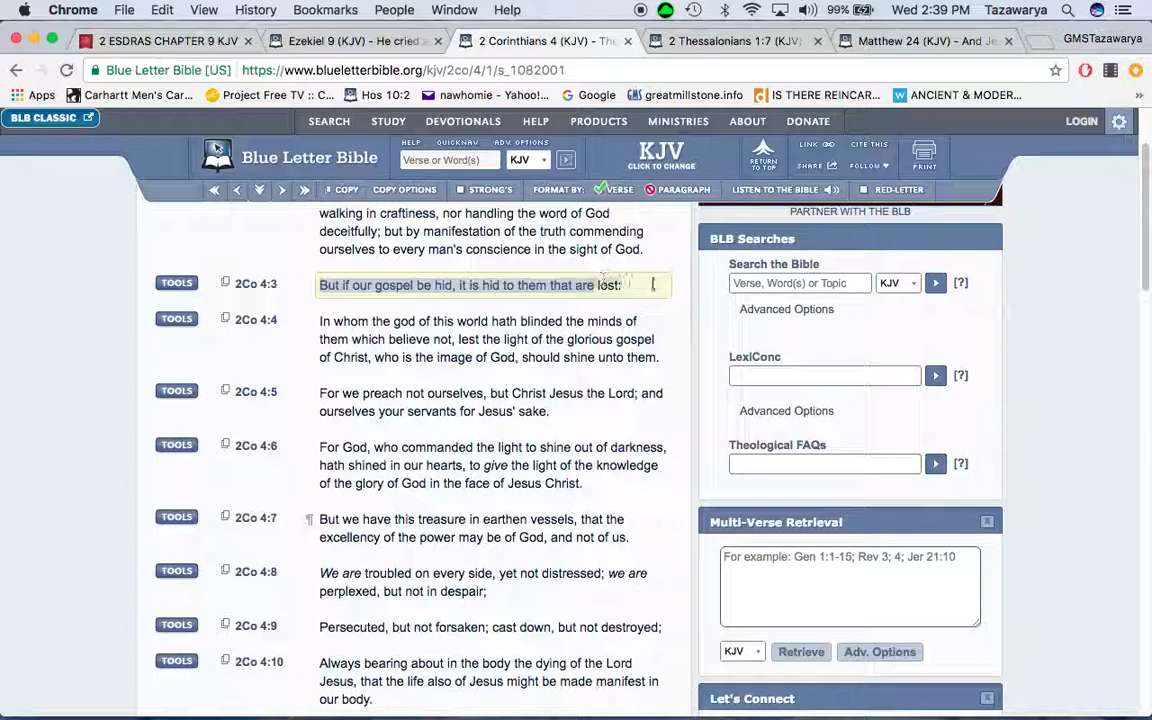 Chrome File Edit View History Bookmarks People Window Help 99% Wed 2:39 PM Tazawarya
2 ESDRAS CHAPTER 9 KJV Ezekiel 9 (KJV) - He cried 2 Corinthians 4 (KJV) - The 2 Thessalonians 1:7 (KJV) Matthew 24 (KJV) - And Je GMSTazawarya
Blue Letter Bible [US] https://www.blueletterbible.org/kjv/2co/4/1/s_1082001
Apps Carhartt Men's Car... Project Free TV :: C... Hos 10:2 nawhomie - Yahoo!... Google GMS greatmillstone.info IS THERE REINCAR... W ANCIENT & MODER... »
BLB CLASSIC SEARCH STUDY DEVOTIONALS HELP PRODUCTS MINISTRIES ABOUT DONATE LOGIN
HELP QUICKNAV ADV. OPTIONS
Blue Letter Bible Verse or Word(s) KJV KJV CLICK TO CHANGE RETURN TO TOP LINK CITE THIS SHARE FOLLOW PRINT
COPY COPY OPTIONS STRONG'S FORMAT BY: VERSE PARAGRAPH LISTEN TO THE BIBLE RED-LETTER
walking in craftiness, nor handling the word of God
deceitfully; but by manifestation of the truth commending
ourselves to every man's conscience in the sight of God.
TOOLS 2Co 4:3 But if our gospel be hid, it is hid to them that are lost:
TOOLS 2Co 4:4 In whom the god of this world hath blinded the minds of
them which believe not, lest the light of the glorious gospel
of Christ, who is the image of God, should shine unto them.
TOOLS 2Co 4:5 For we preach not ourselves, but Christ Jesus the Lord; and
ourselves your servants for Jesus' sake.
TOOLS 2Co 4:6 For God, who commanded the light to shine out of darkness,
hath shined in our hearts, to give the light of the knowledge
of the glory of God in the face of Jesus Christ.
TOOLS 2Co 4:7 ¶ But we have this treasure in earthen vessels, that the
excellency of the power may be of God, and not of us.
TOOLS 2Co 4:8 We are troubled on every side, yet not distressed; we are
perplexed, but not in despair;
TOOLS 2Co 4:9 Persecuted, but not forsaken; cast down, but not destroyed;
TOOLS 2Co 4:10 Always bearing about in the body the dying of the Lord
Jesus, that the life also of Jesus might be made manifest in
our body.
PARTNER WITH THE BLB
BLB Searches
Search the Bible
Verse, Word(s) or Topic KJV [?]
Advanced Options
LexiConc
[?]
Advanced Options
Theological FAQs
[?]
Multi-Verse Retrieval
For example: Gen 1:1-15; Rev 3; 4; Jer 21:10
KJV Retrieve Adv. Options
Let's Connect